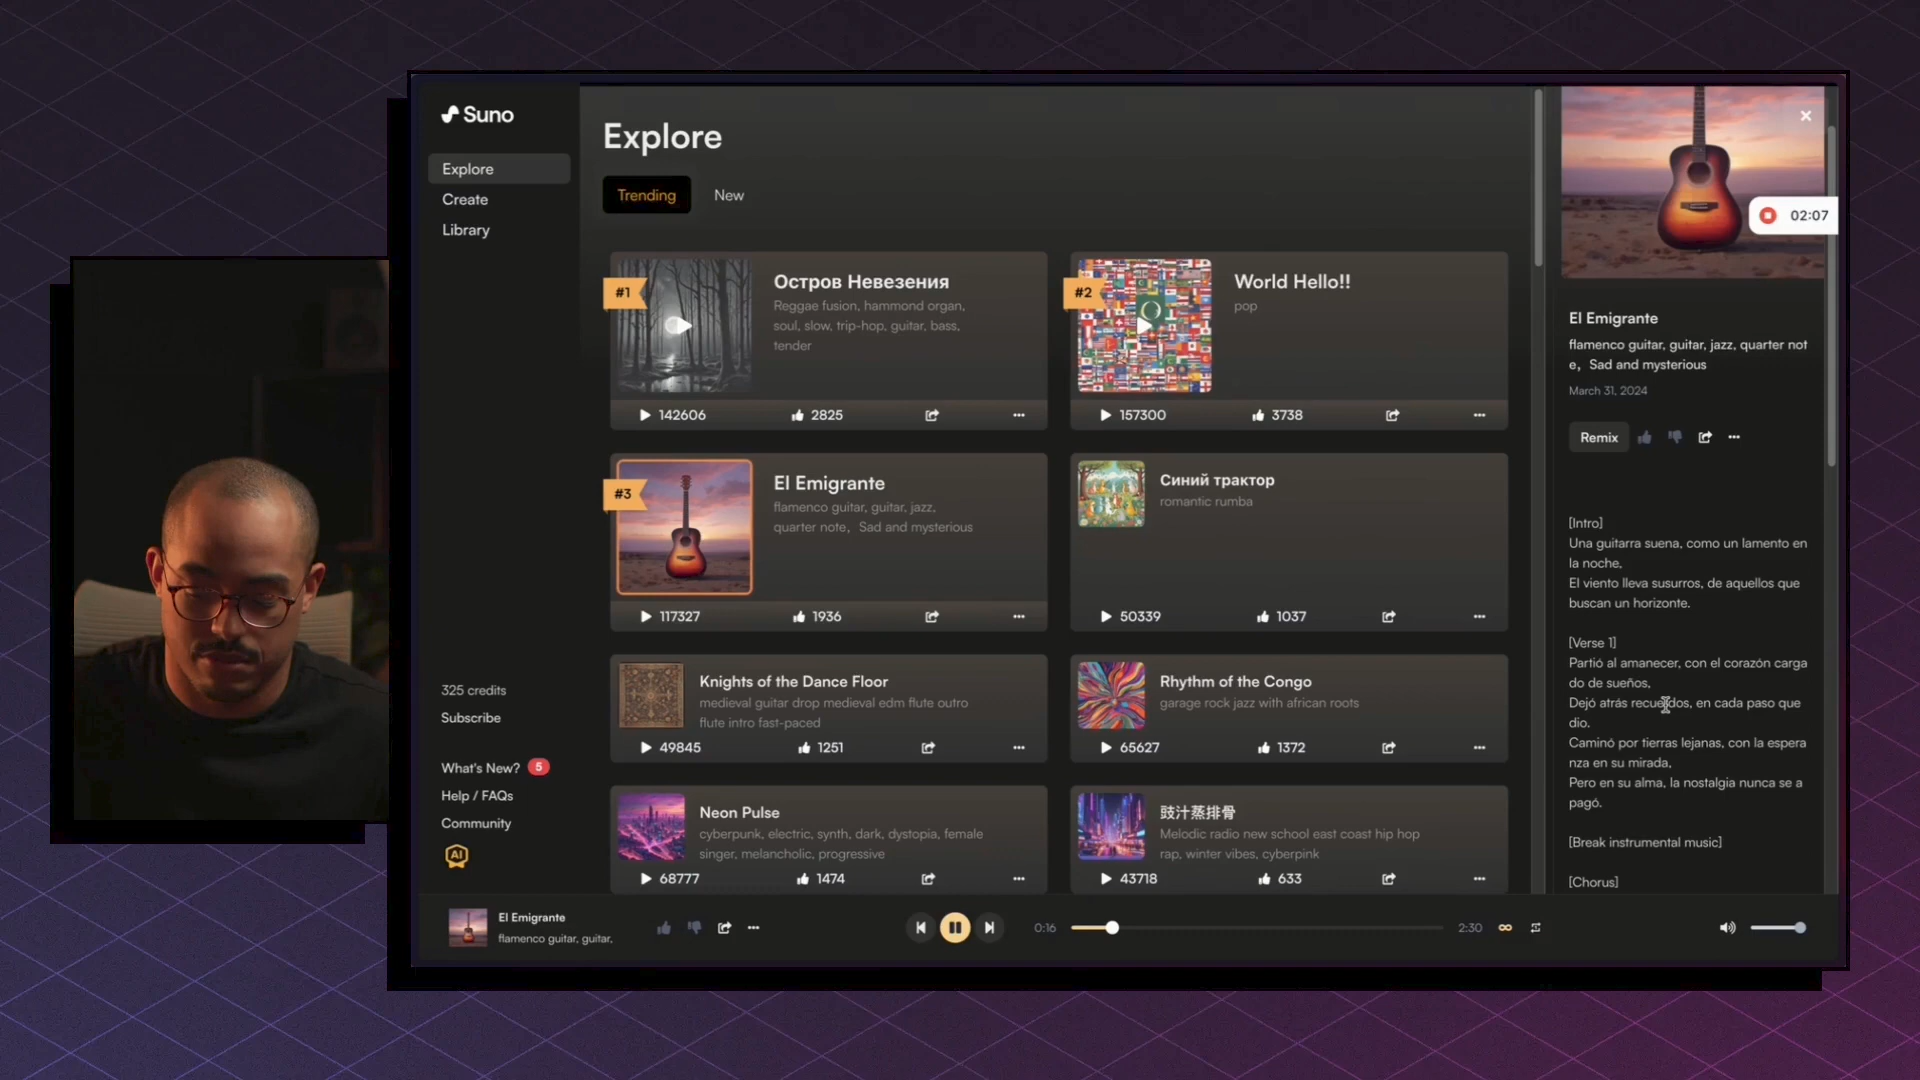 Suno
Explore
Create
Library
325 credits
Subscribe
What's New? 5
Help / FAQs
Community
AI
Explore
Trending
New
#1
Остров Невезения
Reggae fusion, hammond organ,
soul, slow, trip-hop, guitar, bass,
tender
142606
2825
#2
World Hello!!
pop
157300
3738
#3
El Emigrante
flamenco guitar, guitar, jazz,
quarter note, Sad and mysterious
117327
1936
Синий трактор
romantic rumba
50339
1037
Knights of the Dance Floor
medieval guitar drop medieval edm flute outro
flute intro fast-paced
49845
1251
Rhythm of the Congo
garage rock jazz with african roots
65627
1372
Neon Pulse
cyberpunk, electric, synth, dark, dystopia, female
singer, melancholic, progressive
68777
1474
豉汁蒸排骨
Melodic radio new school east coast hip hop
rap, winter vibes, cyberpink
43718
633
02:07
El Emigrante
flamenco guitar, guitar, jazz, quarter not
e, Sad and mysterious
March 31, 2024
Remix
[Intro]
Una guitarra suena, como un lamento en
la noche,
El viento lleva susurros, de aquellos que
buscan un horizonte.
[Verse 1]
Partió al amanecer, con el corazón carga
do de sueños,
Dejó atrás recuerdos, en cada paso que
dio.
Caminó por tierras lejanas, con la espera
nza en su mirada,
Pero en su alma, la nostalgia nunca se a
pagó.
[Break instrumental music]
[Chorus]
El Emigrante
flamenco guitar, guitar,
0:16
2:30